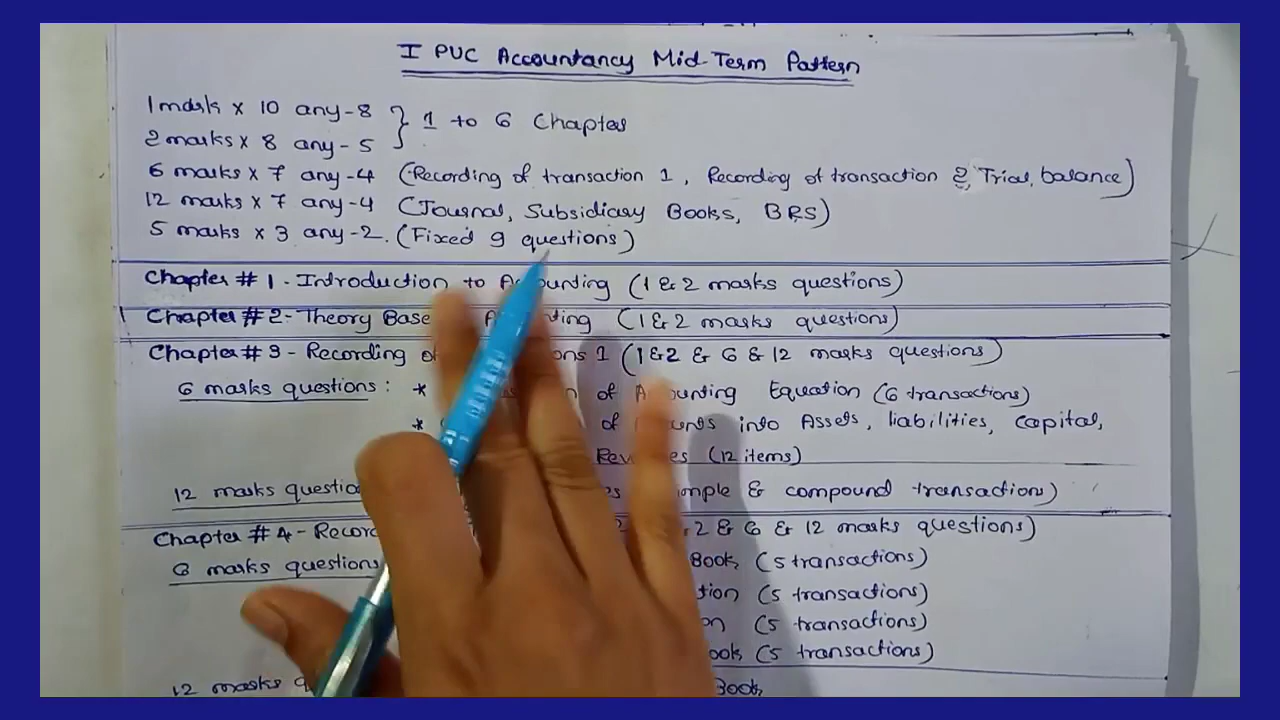 I PUC Accountancy Mid-Term Pattern
1 mark x 10 any-8 } 1 to 6 Chapter
2 marks x 8 any-5
6 marks x 7 any-4 (Recording of transaction 1, Recording of transaction 2, Trial balance)
12 marks x 7 any-4 (Journal, Subsidiary Books, BRS)
5 marks x 3 any-2. (Fixed 9 questions)
Chapter # 1 - Introduction to Accounting (1 & 2 marks questions)
Chapter # 2 - Theory Base (1 & 2 marks questions)
Chapter # 3 - Recording 1 (1 & 2 & 6 & 12 marks questions)
6 marks questions : * of Accounting Equation (6 transactions)
* of into Assets, liabilities, Capital,
(12 items)
12 marks & compound transactions)
Chapter # 4 - 2 & 6 & 12 marks questions)
6 marks questions Book (5 transactions)
(5 transactions)
(5 transactions)
(5 transactions)
12 marks Book,